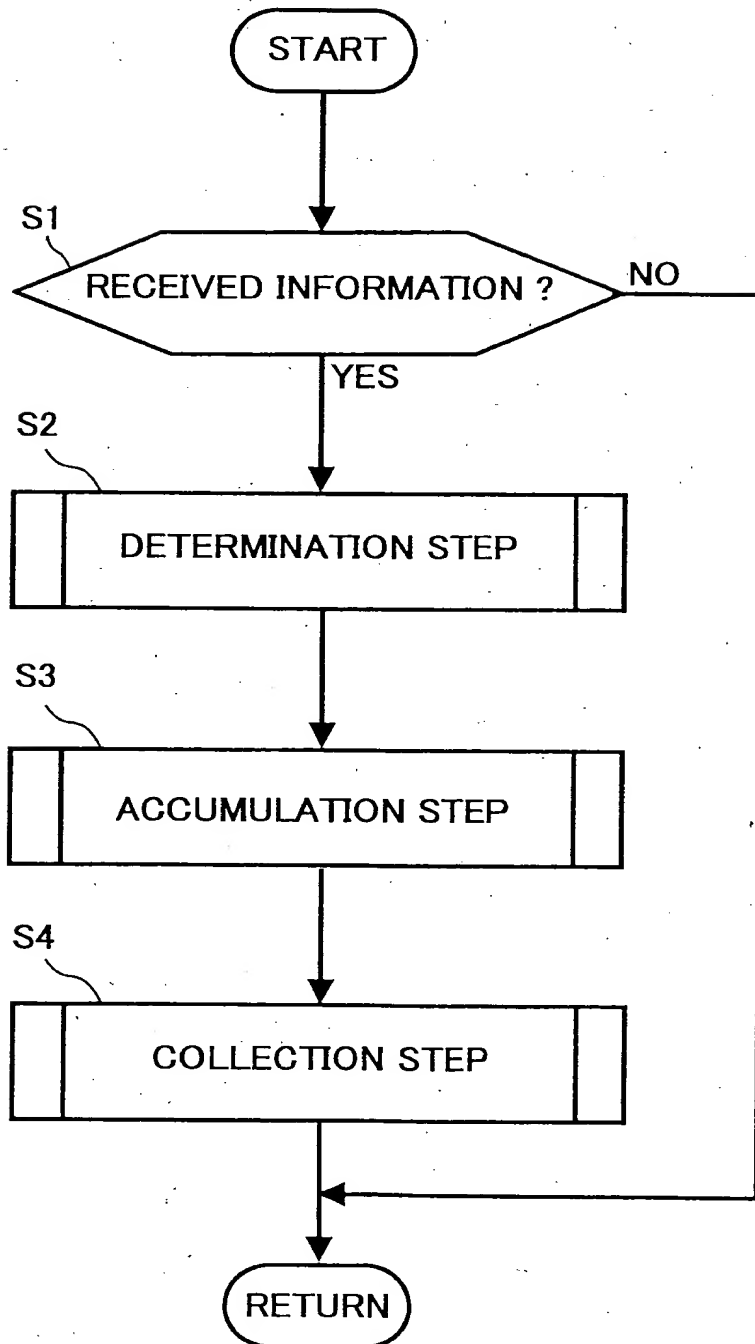 START
S1
RECEIVED INFORMATION ?
NO
YES
S2
DETERMINATION STEP
S3
ACCUMULATION STEP
S4
COLLECTION STEP
RETURN